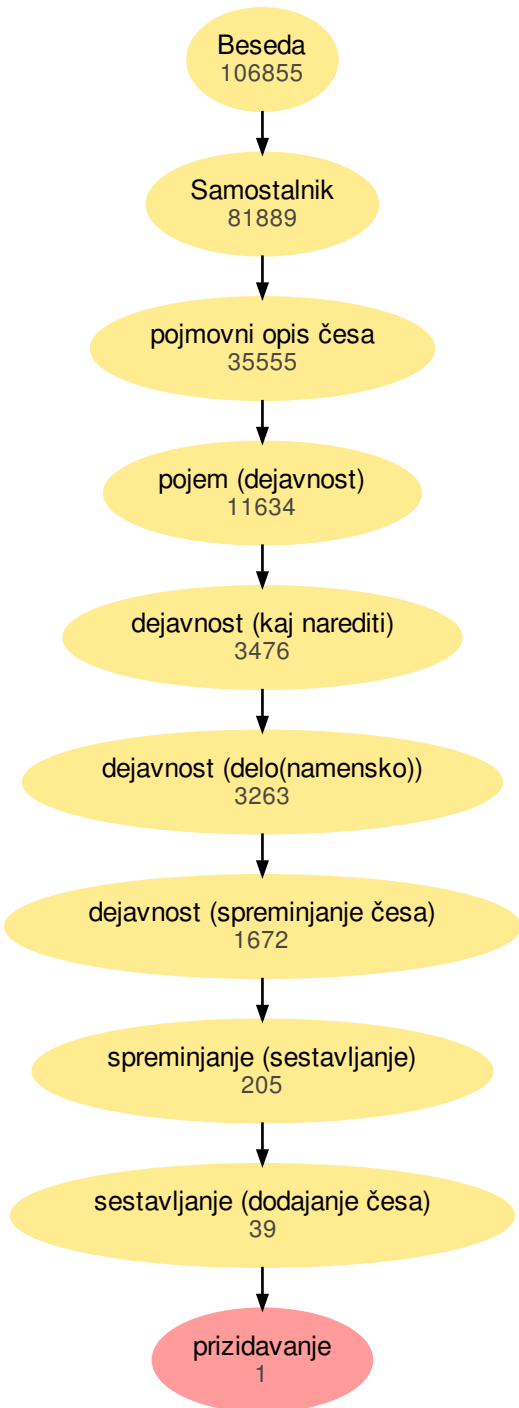 Beseda
106855
Samostalnik
81889
pojmovni opis česa
35555
pojem (dejavnost)
11634
dejavnost (kaj narediti)
3476
dejavnost (delo(namensko))
3263
dejavnost (spreminjanje česa)
1672
spreminjanje (sestavljanje)
205
sestavljanje (dodajanje česa)
39
prizidavanje
1